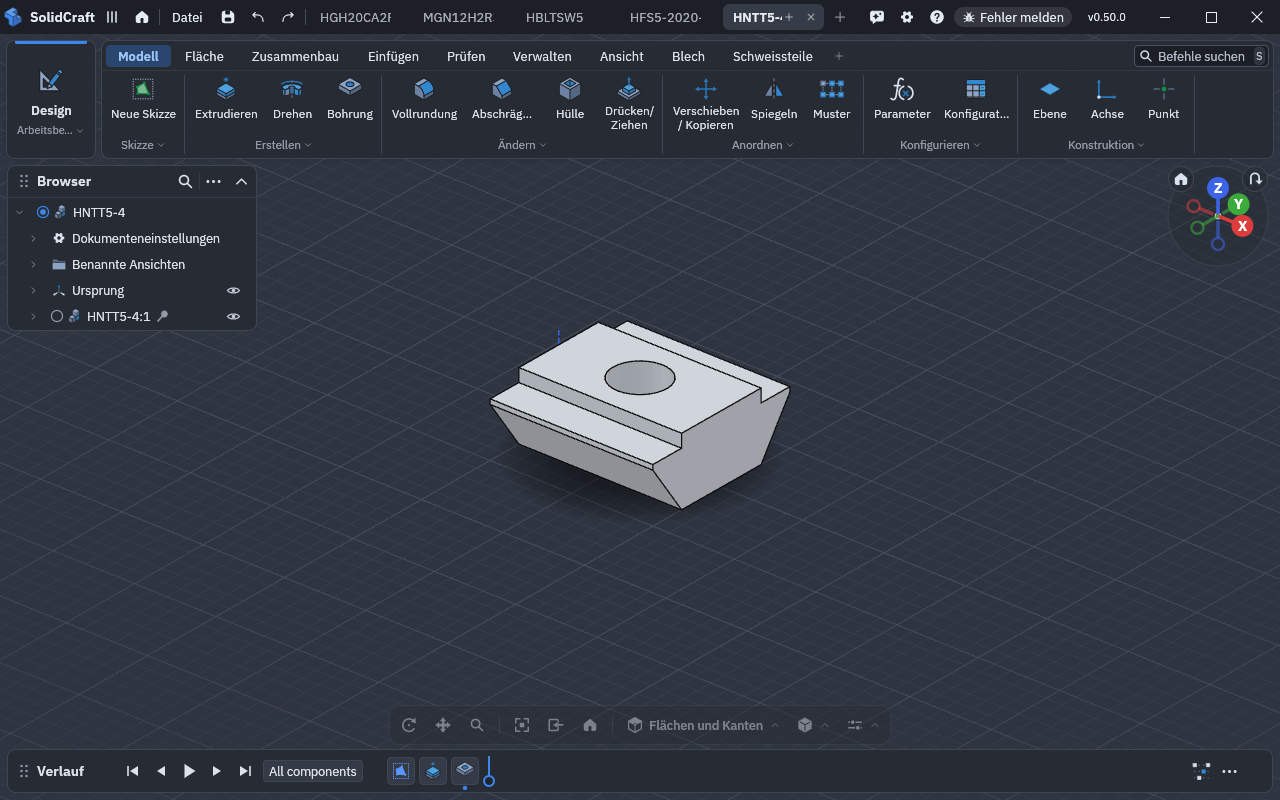 SolidCraft
Datei
HGH20CA2F
MGN12H2R
HBLTSW5
HFS5-2020-
HNTT5-4
Fehler melden
v0.50.0
Design
Arbeitsbe...
Modell
Fläche
Zusammenbau
Einfügen
Prüfen
Verwalten
Ansicht
Blech
Schweissteile
Befehle suchen
S
Neue Skizze
Extrudieren
Drehen
Bohrung
Vollrundung
Abschräg...
Hülle
Drücken/
Ziehen
Verschieben
/ Kopieren
Spiegeln
Muster
Parameter
Konfigurat...
Ebene
Achse
Punkt
Skizze
Erstellen
Ändern
Anordnen
Konfigurieren
Konstruktion
Browser
HNTT5-4
Dokumenteneinstellungen
Benannte Ansichten
Ursprung
HNTT5-4:1
Z
Y
X
Flächen und Kanten
Verlauf
All components